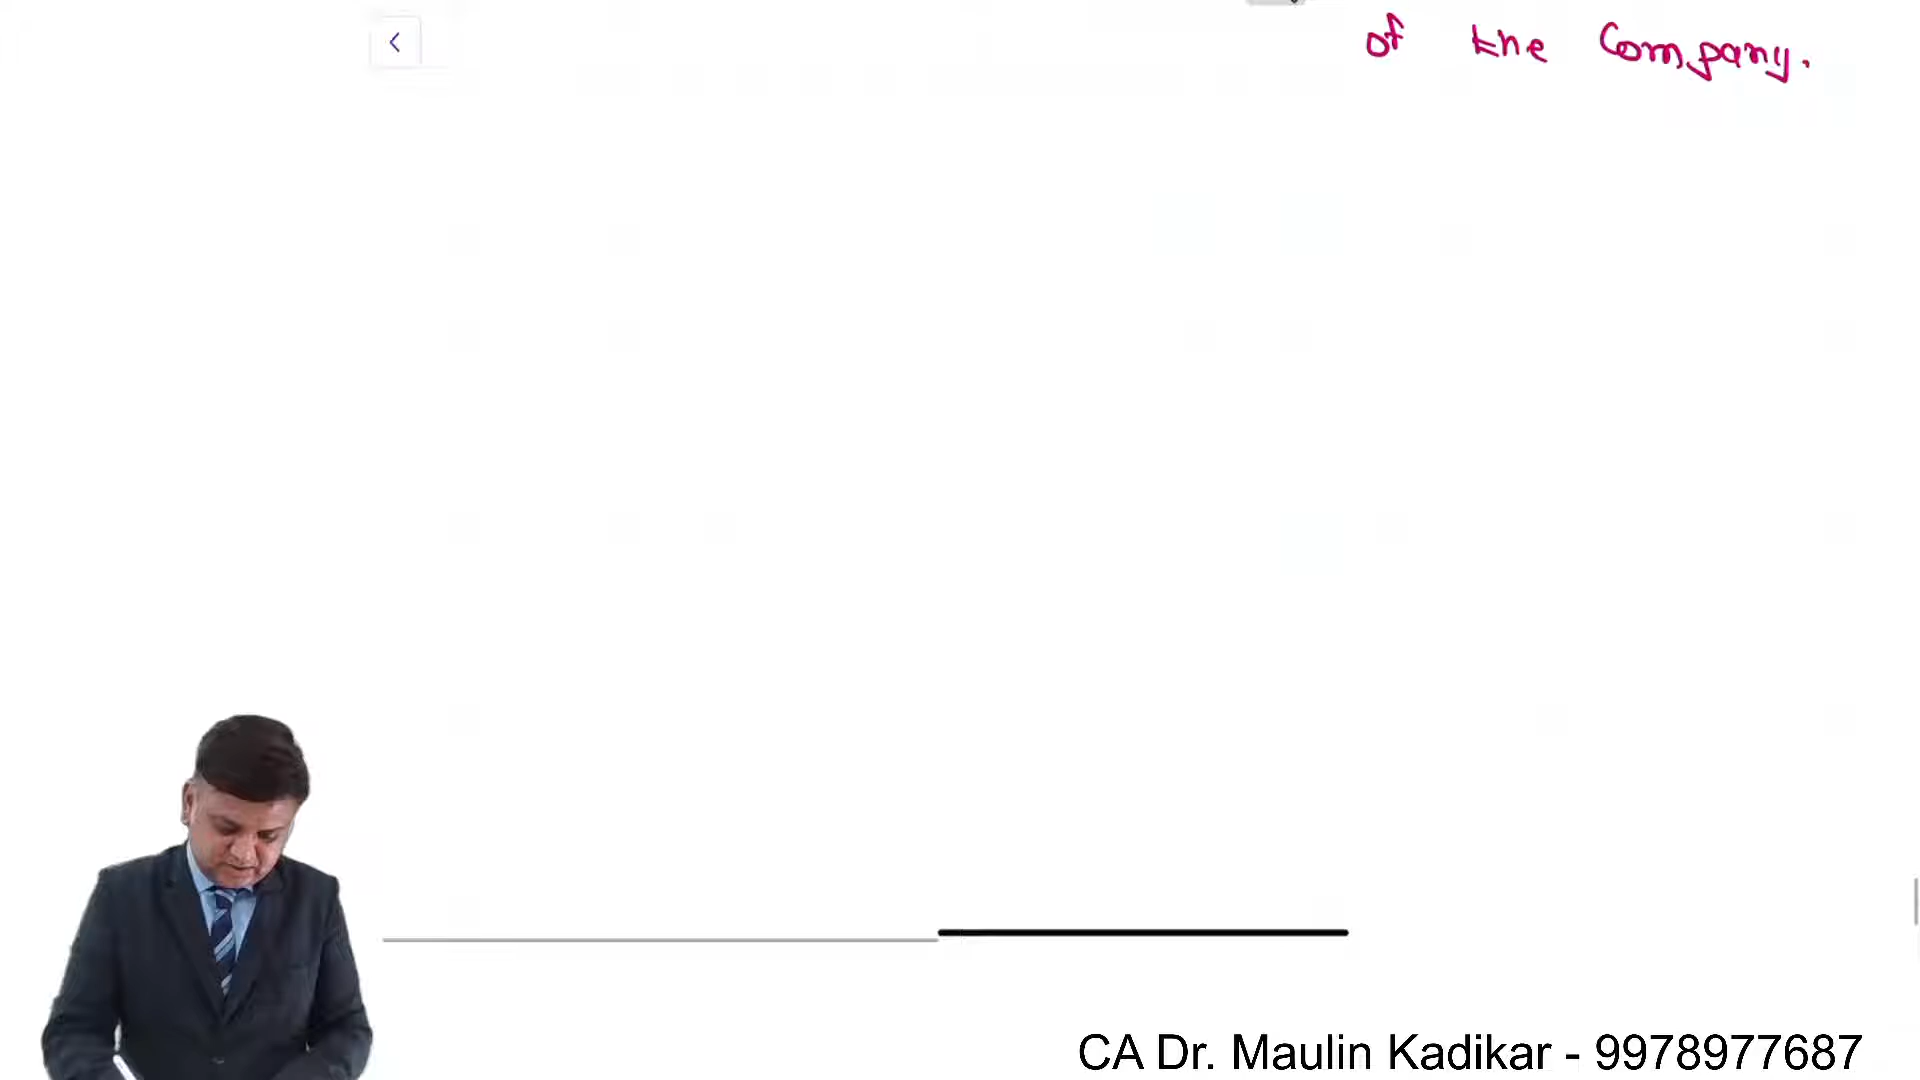 of the Company.
CA Dr. Maulin Kadikar - 9978977687